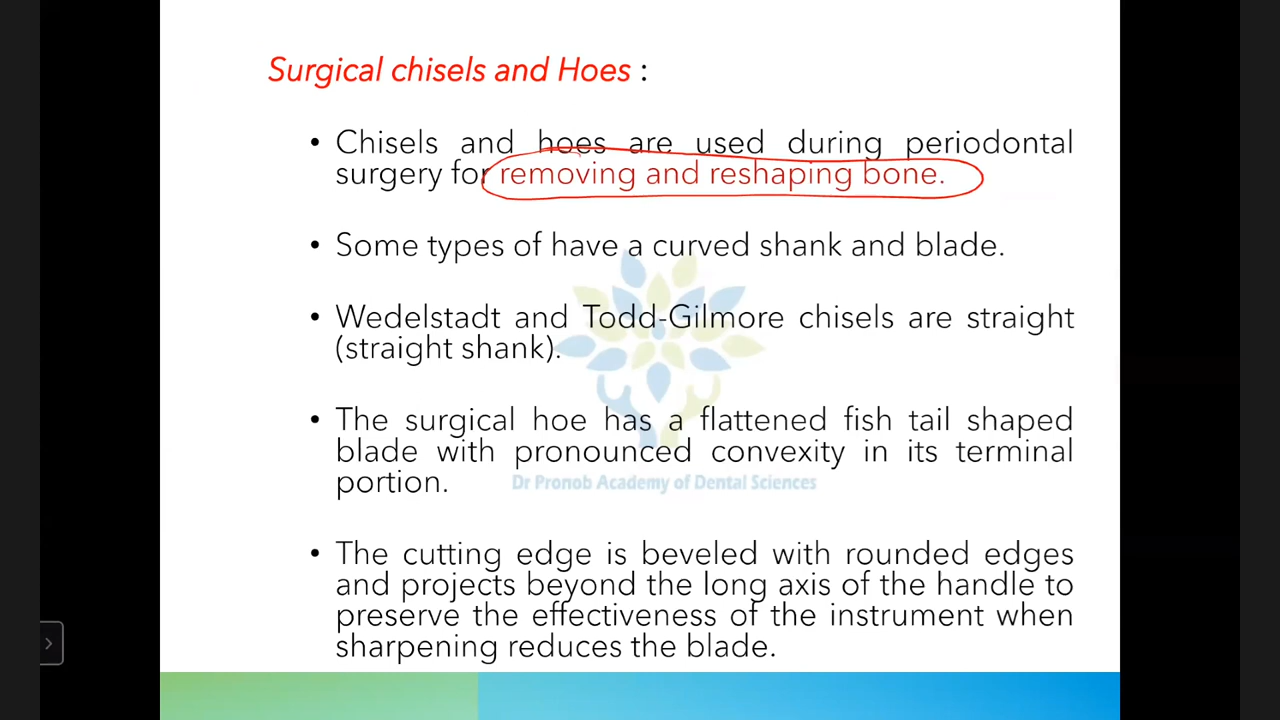 Surgical chisels and Hoes :
• Chisels and hoes are used during periodontal
surgery for removing and reshaping bone.
• Some types of have a curved shank and blade.
• Wedelstadt and Todd-Gilmore chisels are straight
(straight shank).
• The surgical hoe has a flattened fish tail shaped
blade with pronounced convexity in its terminal
portion.
Dr Pronob Academy of Dental Sciences
• The cutting edge is beveled with rounded edges
and projects beyond the long axis of the handle to
preserve the effectiveness of the instrument when
sharpening reduces the blade.